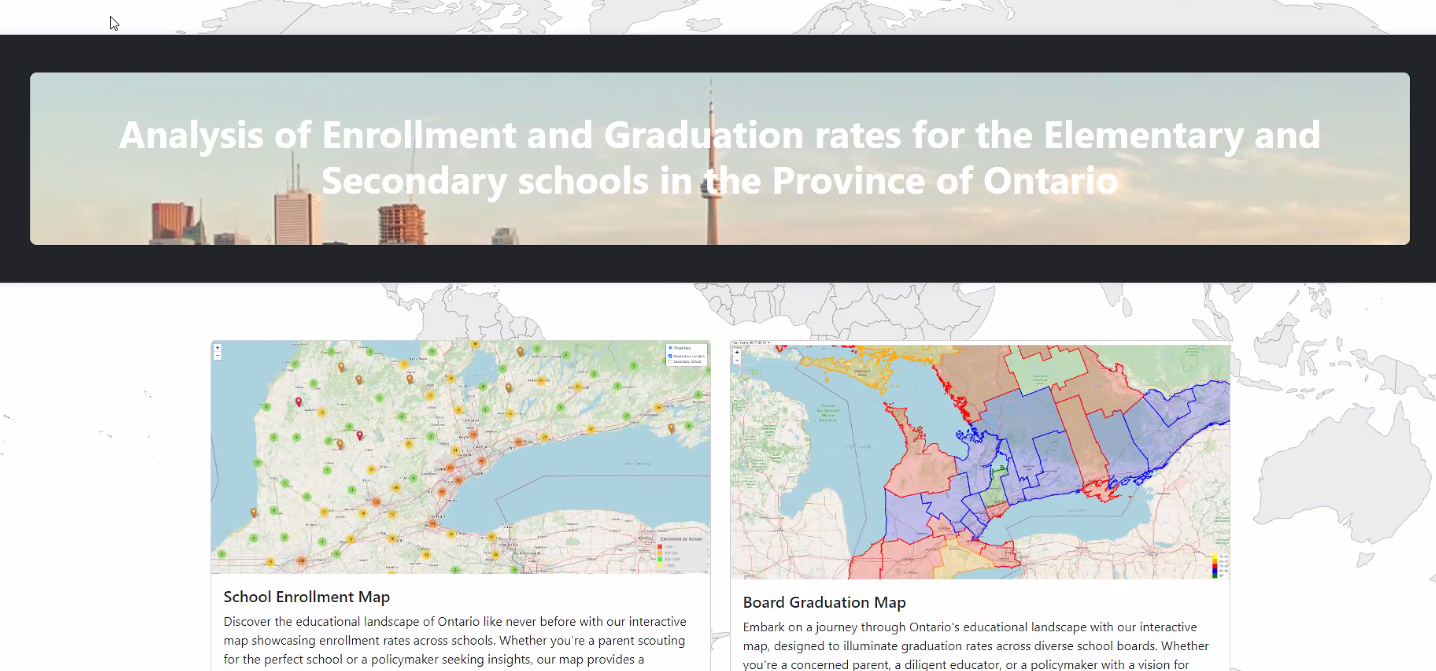 Analysis of Enrollment and Graduation rates for the Elementary and
Secondary schools in the Province of Ontario
School Enrollment Map
Discover the educational landscape of Ontario like never before with our interactive
map showcasing enrollment rates across schools. Whether you're a parent scouting
for the perfect school or a policymaker seeking insights, our map provides a
Board Graduation Map
Embark on a journey through Ontario's educational landscape with our interactive
map, designed to illuminate graduation rates across diverse school boards. Whether
you're a concerned parent, a diligent educator, or a policymaker with a vision for